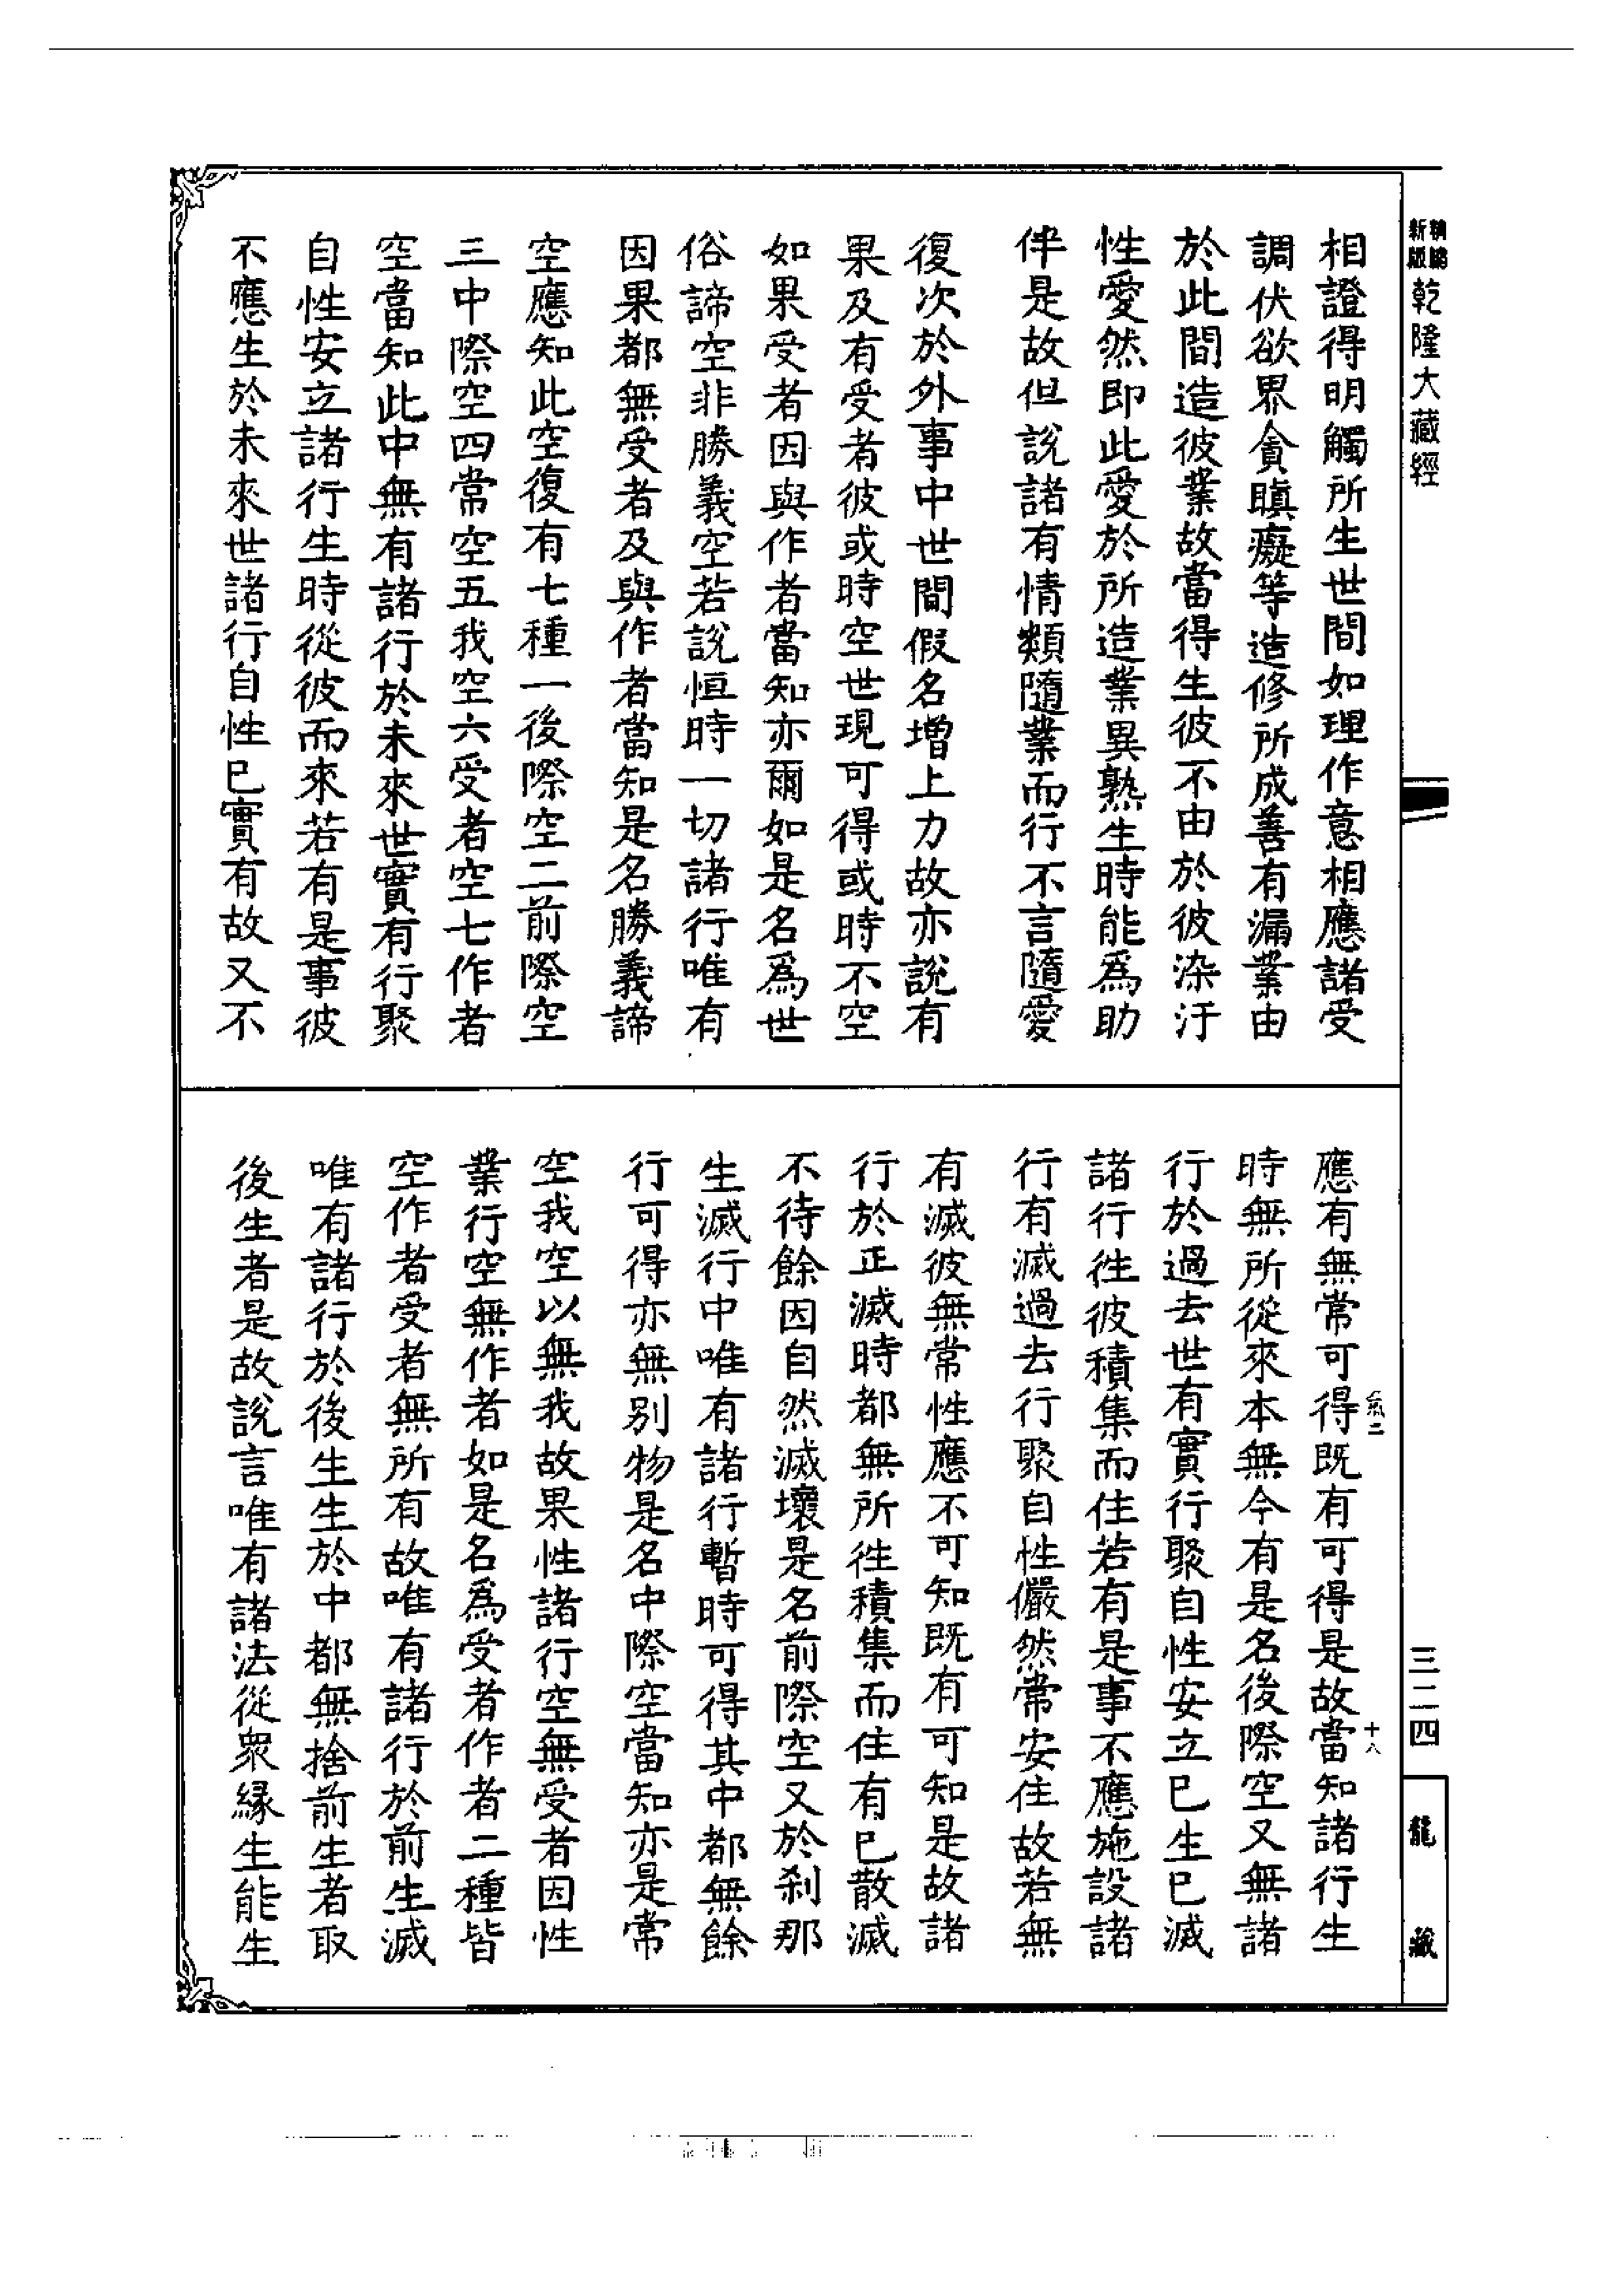 新編縮版乾隆大藏經
相證得明觸所生世間如理作意相應諸受
調伏欲界貪瞋癡等造修所成善有漏業由
於此間造彼業故當得生彼不由於彼染汙
性愛然即此愛於所造業異熟生時能為助
伴是故但說諸有情類隨業而行不言隨愛
復次於外事中世間假名增上力故亦說有
果及有受者彼或時空世現可得或時不空
如果受者因與作者當知亦爾如是名為世
俗諦空非勝義空若說恒時一切諸行唯有
因果都無受者及與作者當知是名勝義諦
空應知此空復有七種一後際空二前際空
三中際空四常空五我空六受者空七作者
空當知此中無有諸行於未來世實有行聚
自性安立諸行生時從彼而來若有是事彼
不應生於未來世諸行自性已實有故又不
應有無常可得既有可得是故當知諸行生
時無所從來本無今有是名後際空又無諸
行於過去世有實行聚自性安立已生已滅
諸行往彼積集而住若有是事不應施設諸
行有滅過去行聚自性儼然常安住故若無
有滅彼無常性應不可知既有可知是故諸
行於正滅時都無所往積集而住有已散滅
不待餘因自然滅壞是名前際空又於剎那
生滅行中唯有諸行暫時可得其中都無餘
行可得亦無別物是名中際空當知亦是常
空我空以無我故果性諸行空無受者因性
業行空無作者如是名為受者作者二種皆
空作者受者無所有故唯有諸行於前生滅
唯有諸行於後生生於中都無捨前生者取
後生者是故說言唯有諸法從眾緣生能生
十八
三二四
龍藏